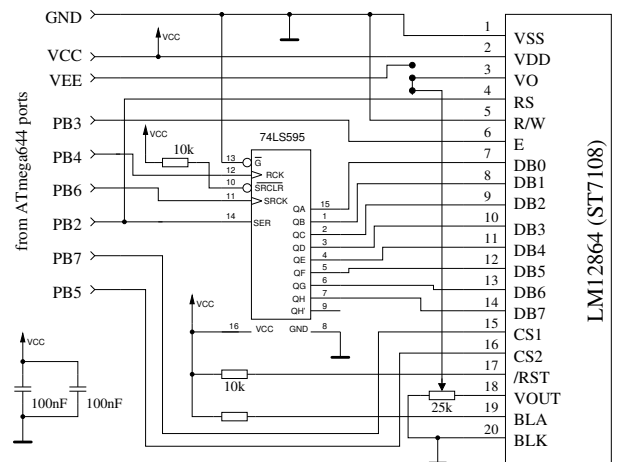 GND
VCC
VCC
VEE
from ATmega644 ports
PB3
PB4
PB6
PB2
PB7
PB5
VCC
10k
74LS595
13 G
12 RCK
10 SRCLR
11 SRCK
14 SER
QA 15
QB 1
QC 2
QD 3
QE 4
QF 5
QG 6
QH 7
QH' 9
16 VCC GND 8
VCC
10k
25k
VCC
100nF 100nF
1 VSS
2 VDD
3 VO
4 RS
5 R/W
6 E
7 DB0
8 DB1
9 DB2
10 DB3
11 DB4
12 DB5
13 DB6
14 DB7
15 CS1
16 CS2
17 /RST
18 VOUT
19 BLA
20 BLK
LM12864 (ST7108)